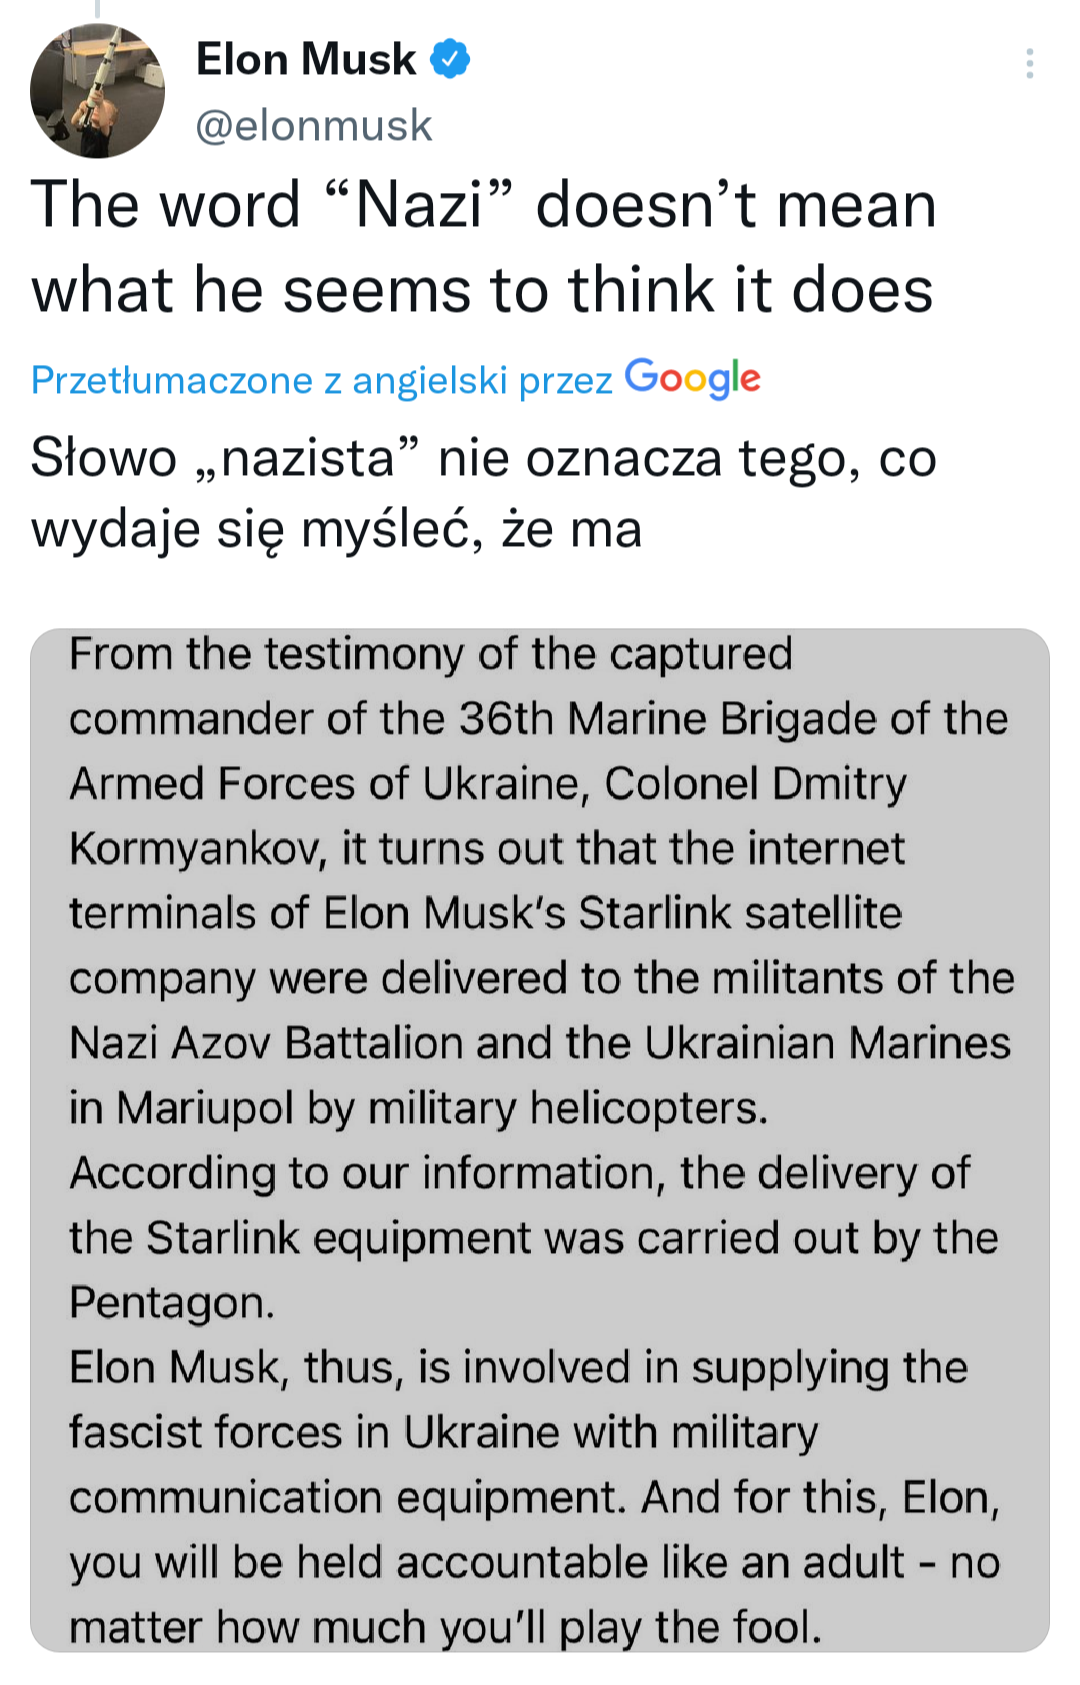 Elon Musk
@elonmusk
The word “Nazi” doesn’t mean
what he seems to think it does
Przetłumaczone z angielski przez Google
Słowo „nazista” nie oznacza tego, co
wydaje się myśleć, że ma
From the testimony of the captured
commander of the 36th Marine Brigade of the
Armed Forces of Ukraine, Colonel Dmitry
Kormyankov, it turns out that the internet
terminals of Elon Musk’s Starlink satellite
company were delivered to the militants of the
Nazi Azov Battalion and the Ukrainian Marines
in Mariupol by military helicopters.
According to our information, the delivery of
the Starlink equipment was carried out by the
Pentagon.
Elon Musk, thus, is involved in supplying the
fascist forces in Ukraine with military
communication equipment. And for this, Elon,
you will be held accountable like an adult - no
matter how much you’ll play the fool.